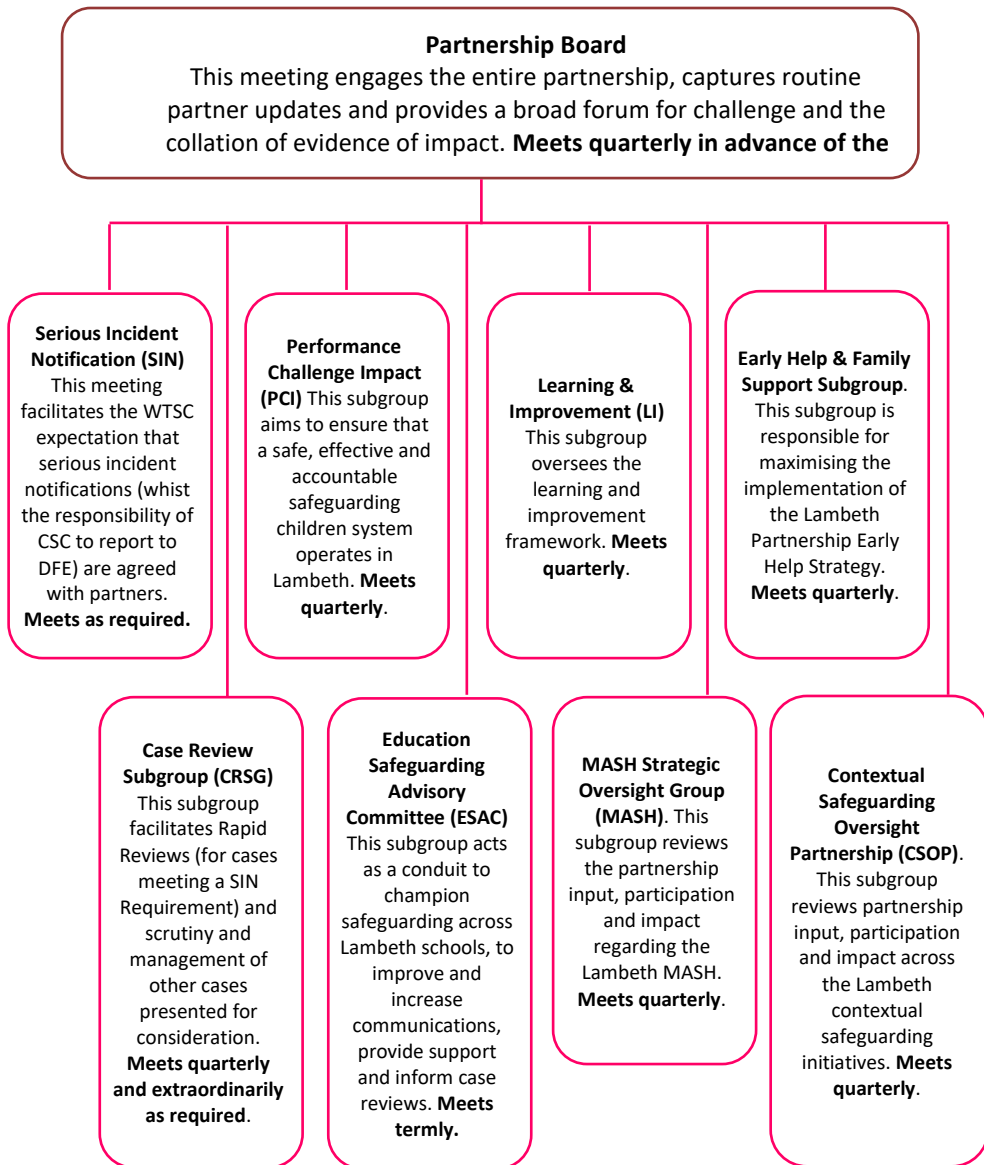 Partnership Board
This meeting engages the entire partnership, captures routine
partner updates and provides a broad forum for challenge and the
collation of evidence of impact. Meets quarterly in advance of the
Serious Incident
Notification (SIN)
This meeting
facilitates the WTSC
expectation that
serious incident
notifications (whist
the responsibility of
CSC to report to
DFE) are agreed
with partners.
Meets as required.
Performance
Challenge Impact
(PCI) This subgroup
aims to ensure that
a safe, effective and
accountable
safeguarding
children system
operates in
Lambeth. Meets
quarterly.
Learning &
Improvement (LI)
This subgroup
oversees the
learning and
improvement
framework. Meets
quarterly.
Early Help & Family
Support Subgroup.
This subgroup is
responsible for
maximising the
implementation of
the Lambeth
Partnership Early
Help Strategy.
Meets quarterly.
Case Review
Subgroup (CRSG)
This subgroup
facilitates Rapid
Reviews (for cases
meeting a SIN
Requirement) and
scrutiny and
management of
other cases
presented for
consideration.
Meets quarterly
and extraordinarily
as required.
Education
Safeguarding
Advisory
Committee (ESAC)
This subgroup acts
as a conduit to
champion
safeguarding across
Lambeth schools, to
improve and
increase
communications,
provide support
and inform case
reviews. Meets
termly.
MASH Strategic
Oversight Group
(MASH). This
subgroup reviews
the partnership
input, participation
and impact
regarding the
Lambeth MASH.
Meets quarterly.
Contextual
Safeguarding
Oversight
Partnership (CSOP).
This subgroup
reviews partnership
input, participation
and impact across
the Lambeth
contextual
safeguarding
initiatives. Meets
quarterly.